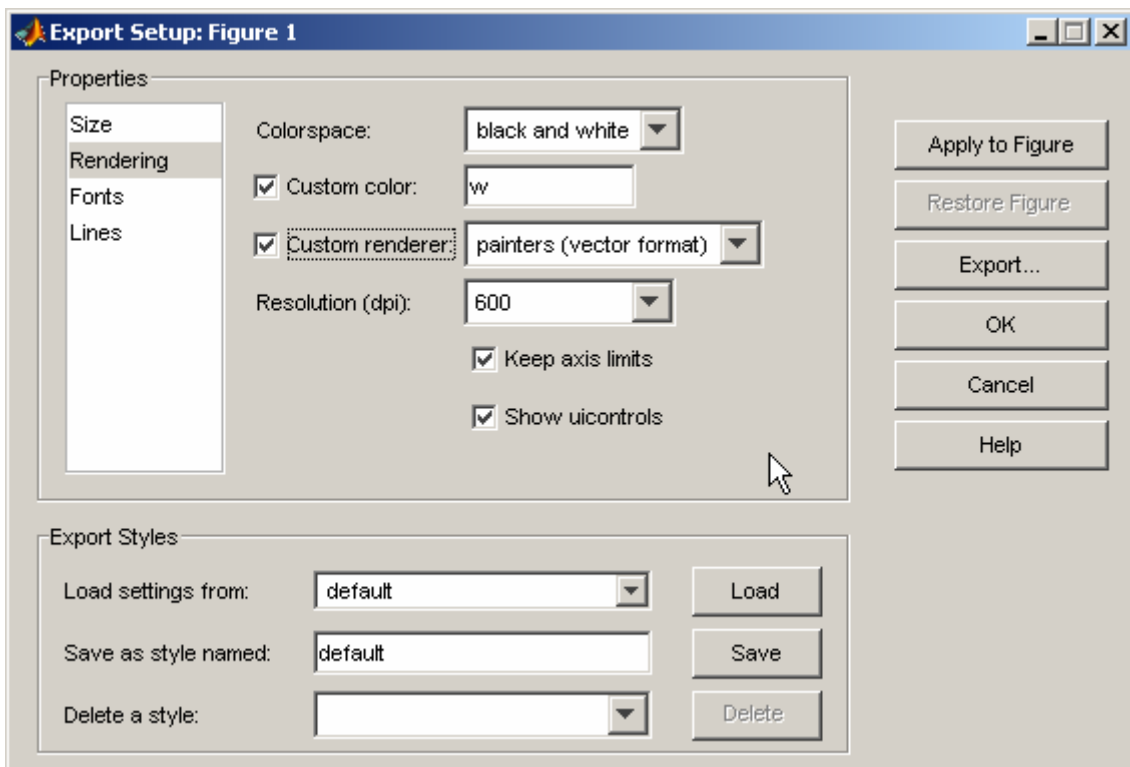 Export Setup: Figure 1
Properties
Size
Rendering
Fonts
Lines
Colorspace: black and white
Custom color: w
Custom renderer: painters (vector format)
Resolution (dpi): 600
Keep axis limits
Show uicontrols
Apply to Figure
Restore Figure
Export...
OK
Cancel
Help
Export Styles
Load settings from: default Load
Save as style named: default Save
Delete a style: Delete